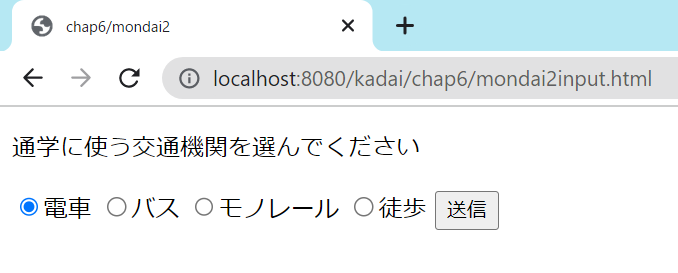 chap6/mondai2
localhost:8080/kadai/chap6/mondai2input.html
通学に使う交通機関を選んでください
電車 バス モノレール 徒歩 送信